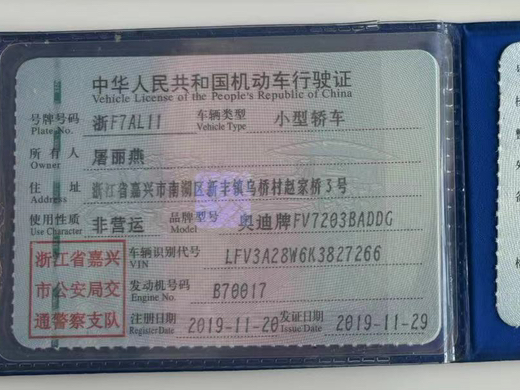 中华人民共和国机动车行驶证
Vehicle License of the People's Republic of China
号牌号码 浙F7AL11 车辆类型 小型轿车
Plate No. Vehicle Type
所有人 屠丽燕
Owner
住址 浙江省嘉兴市南湖区新丰镇乌桥村赵家桥3号
Address
使用性质 非营运 品牌型号 奥迪牌FV7203BADDG
Use Character Model
浙江省嘉兴市公安局交通警察支队
车辆识别代号 LFV3A28W6K3827266
VIN
发动机号码 B70017
Engine No.
注册日期 2019-11-20 发证日期 2019-11-29
Register Date Issue Date